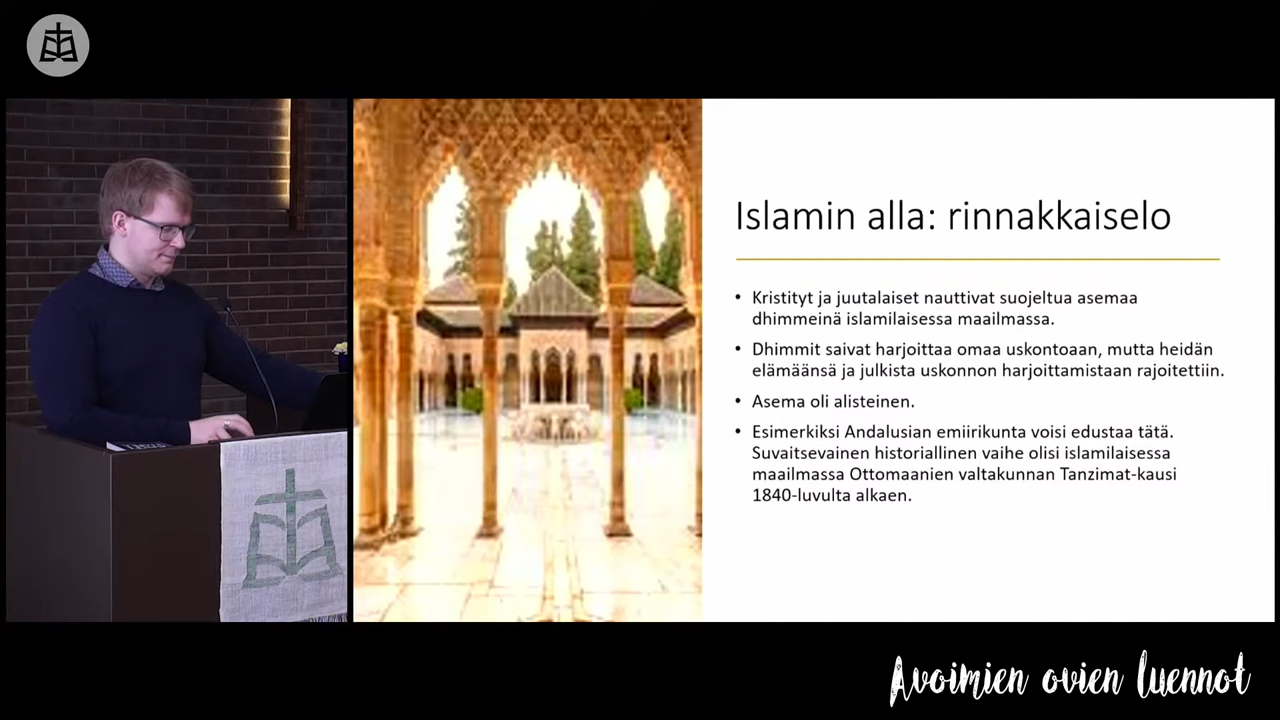 Islamin alla: rinnakkaiselo
• Kristityt ja juutalaiset nauttivat suojeltua asemaa
dhimmeinä islamilaisessa maailmassa.
• Dhimmit saivat harjoittaa omaa uskontoaan, mutta heidän
elämäänsä ja julkista uskonnon harjoittamistaan rajoitettiin.
• Asema oli alisteinen.
• Esimerkiksi Andalusian emiirikunta voisi edustaa tätä.
Suvaitsevainen historiallinen vaihe olisi islamilaisessa
maailmassa Ottomaanien valtakunnan Tanzimat-kausi
1840-luvulta alkaen.
Avoimien ovien luennot